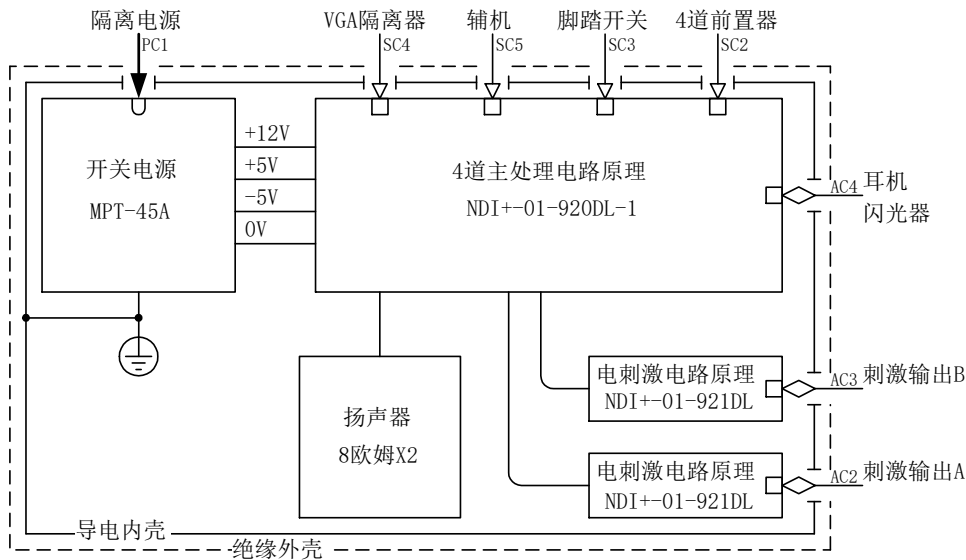 隔离电源
PC1
VGA隔离器
SC4
辅机
SC5
脚踏开关
SC3
4道前置器
SC2
开关电源
MPT-45A
+12V
+5V
-5V
0V
4道主处理电路原理
NDI+-01-920DL-1
AC4
耳机
闪光器
扬声器
8欧姆X2
电刺激电路原理
NDI+-01-921DL
AC3
刺激输出B
电刺激电路原理
NDI+-01-921DL
AC2
刺激输出A
导电内壳
绝缘外壳